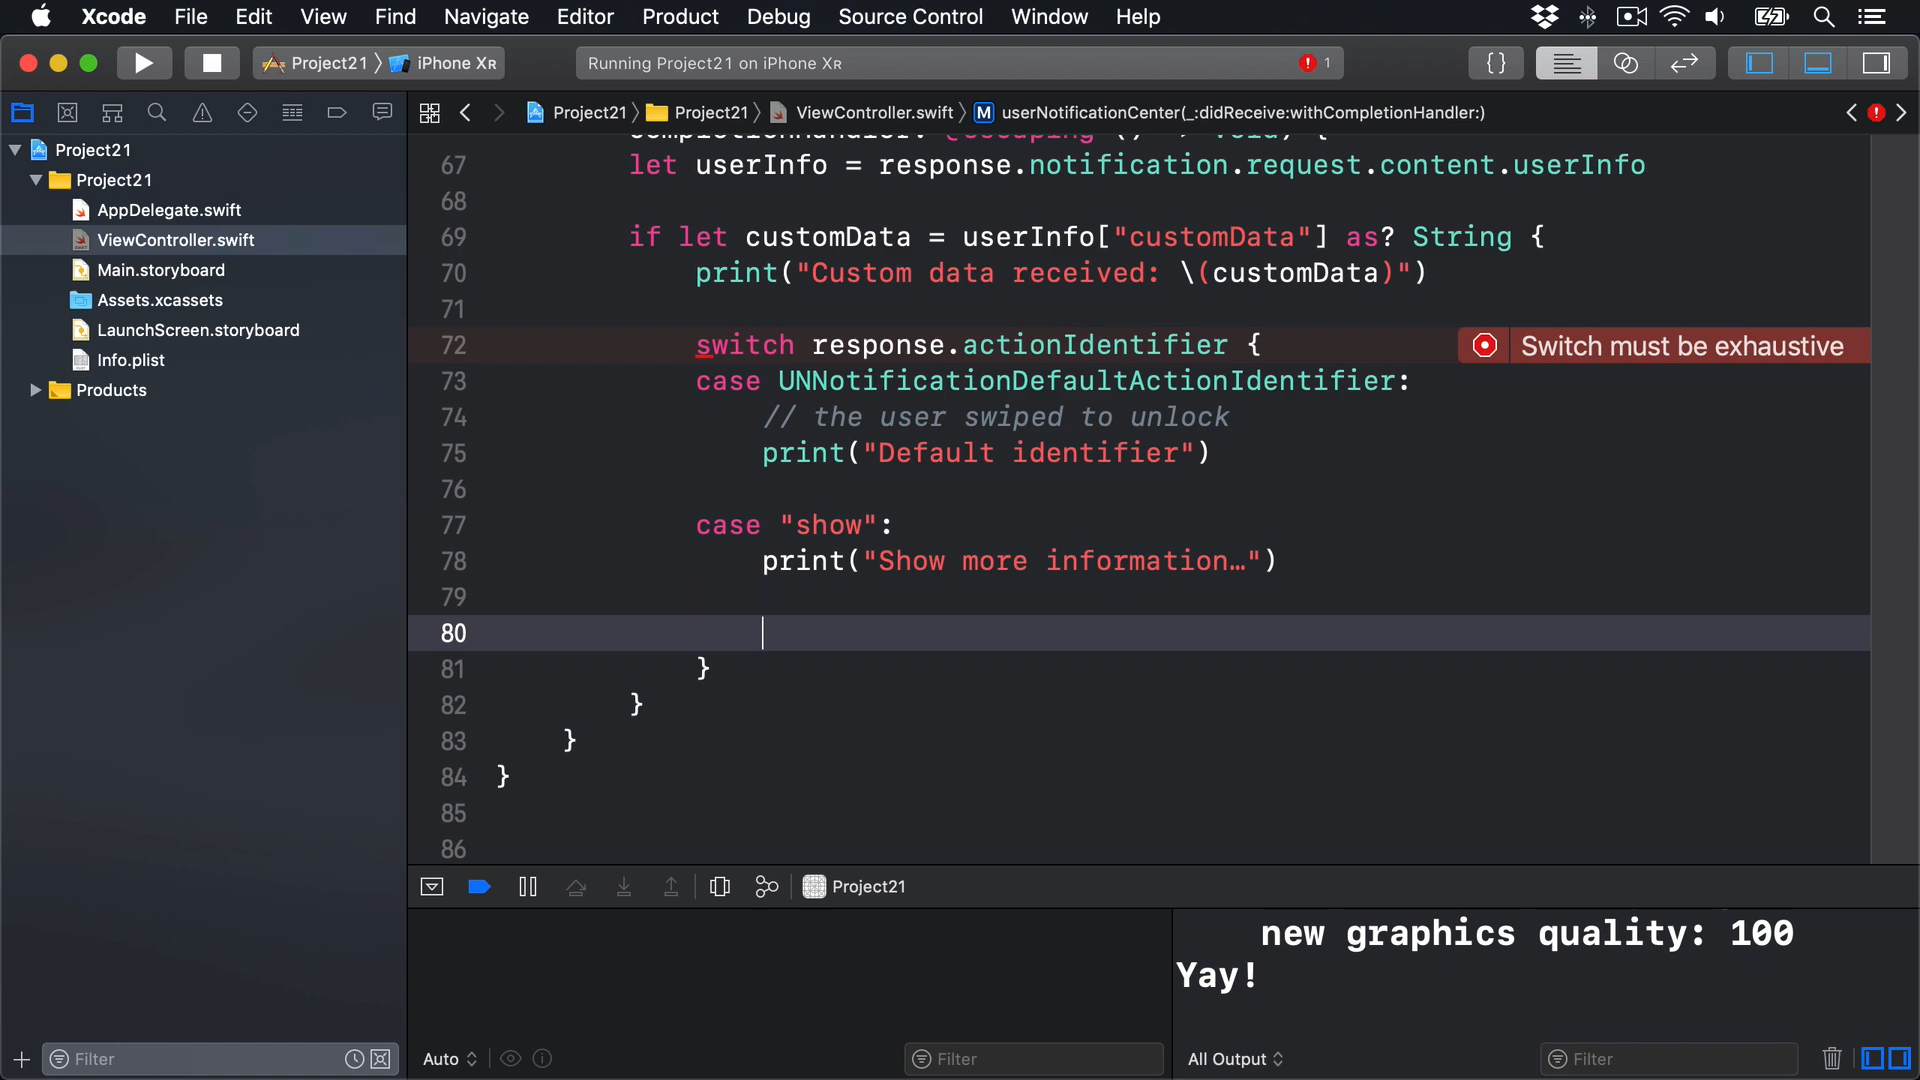 Xcode File Edit View Find Navigate Editor Product Debug Source Control Window Help
Project21 iPhone XR Running Project21 on iPhone XR 1 {}
Project21 Project21 ViewController.swift M userNotificationCenter(_:didReceive:withCompletionHandler:)
Project21
Project21
AppDelegate.swift
ViewController.swift
Main.storyboard
Assets.xcassets
LaunchScreen.storyboard
Info.plist
Products
completionHandler: @escaping () -> Void) {
67 let userInfo = response.notification.request.content.userInfo
68
69 if let customData = userInfo["customData"] as? String {
70 print("Custom data received: \(customData)")
71
72 switch response.actionIdentifier { Switch must be exhaustive
73 case UNNotificationDefaultActionIdentifier:
74 // the user swiped to unlock
75 print("Default identifier")
76
77 case "show":
78 print("Show more information…")
79
80
81 }
82 }
83 }
84 }
85
86
Project21
new graphics quality: 100
Yay!
Filter
Auto Filter
All Output Filter